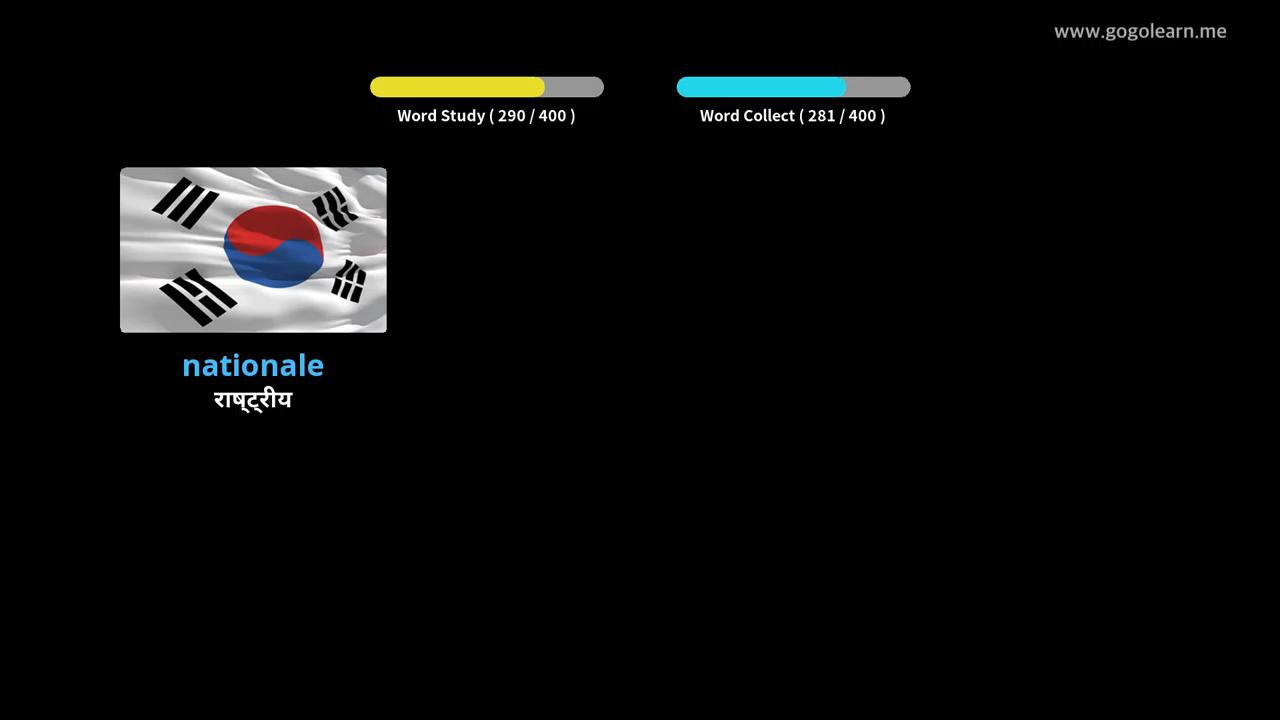 www.gogolearn.me
Word Study ( 290 / 400 )
Word Collect ( 281 / 400 )
nationale
राष्ट्रीय